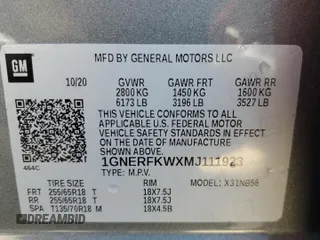 GM
MFD BY GENERAL MOTORS LLC
10/20 GVWR GAWR FRT GAWR RR
2800 KG 1450 KG 1600 KG
6173 LB 3196 LB 3527 LB
THIS VEHICLE CONFORMS TO ALL
APPLICABLE U.S. FEDERAL MOTOR
VEHICLE SAFETY STANDARDS IN
EFFECT ON THE DATE OF
MANUFACTURE SHOWN ABOVE.
1GNERFKWXMJ111923
464C TYPE: M.P.V. MODEL: X31NB56
TIRE SIZE RIM
FRT 255/65R18 T 18X7.5J
RR 255/65R18 T 18X7.5J
SPA T135/70R18 M 18X4.5B
DREAMBID